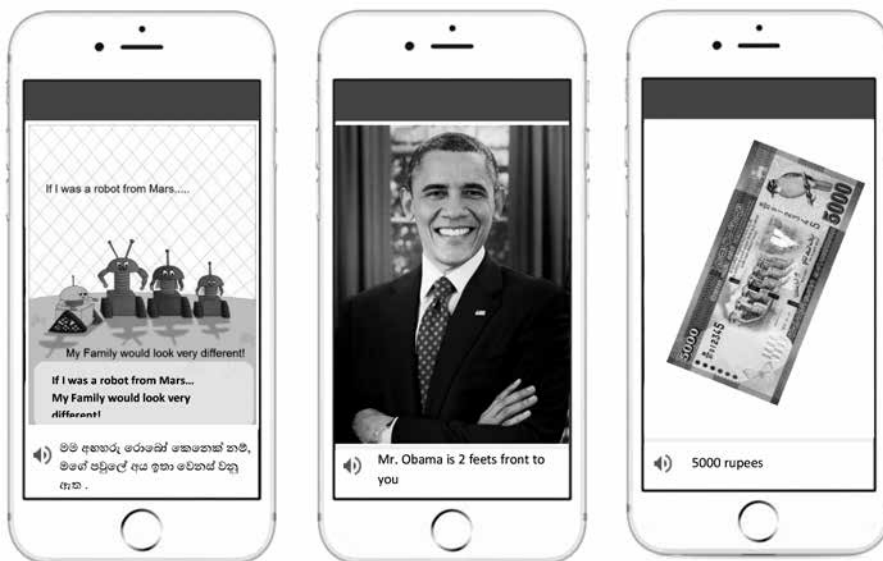 If I was a robot from Mars.....
My Family would look very different!
If I was a robot from Mars...
My Family would look very
different!
මම අඟහරු රොබෝ කෙනෙක් නම්,
මගේ පවුලේ අය ඉතා වෙනස් වනු
ඇත .
Mr. Obama is 2 feets front to
you
5000
5000
5000 rupees